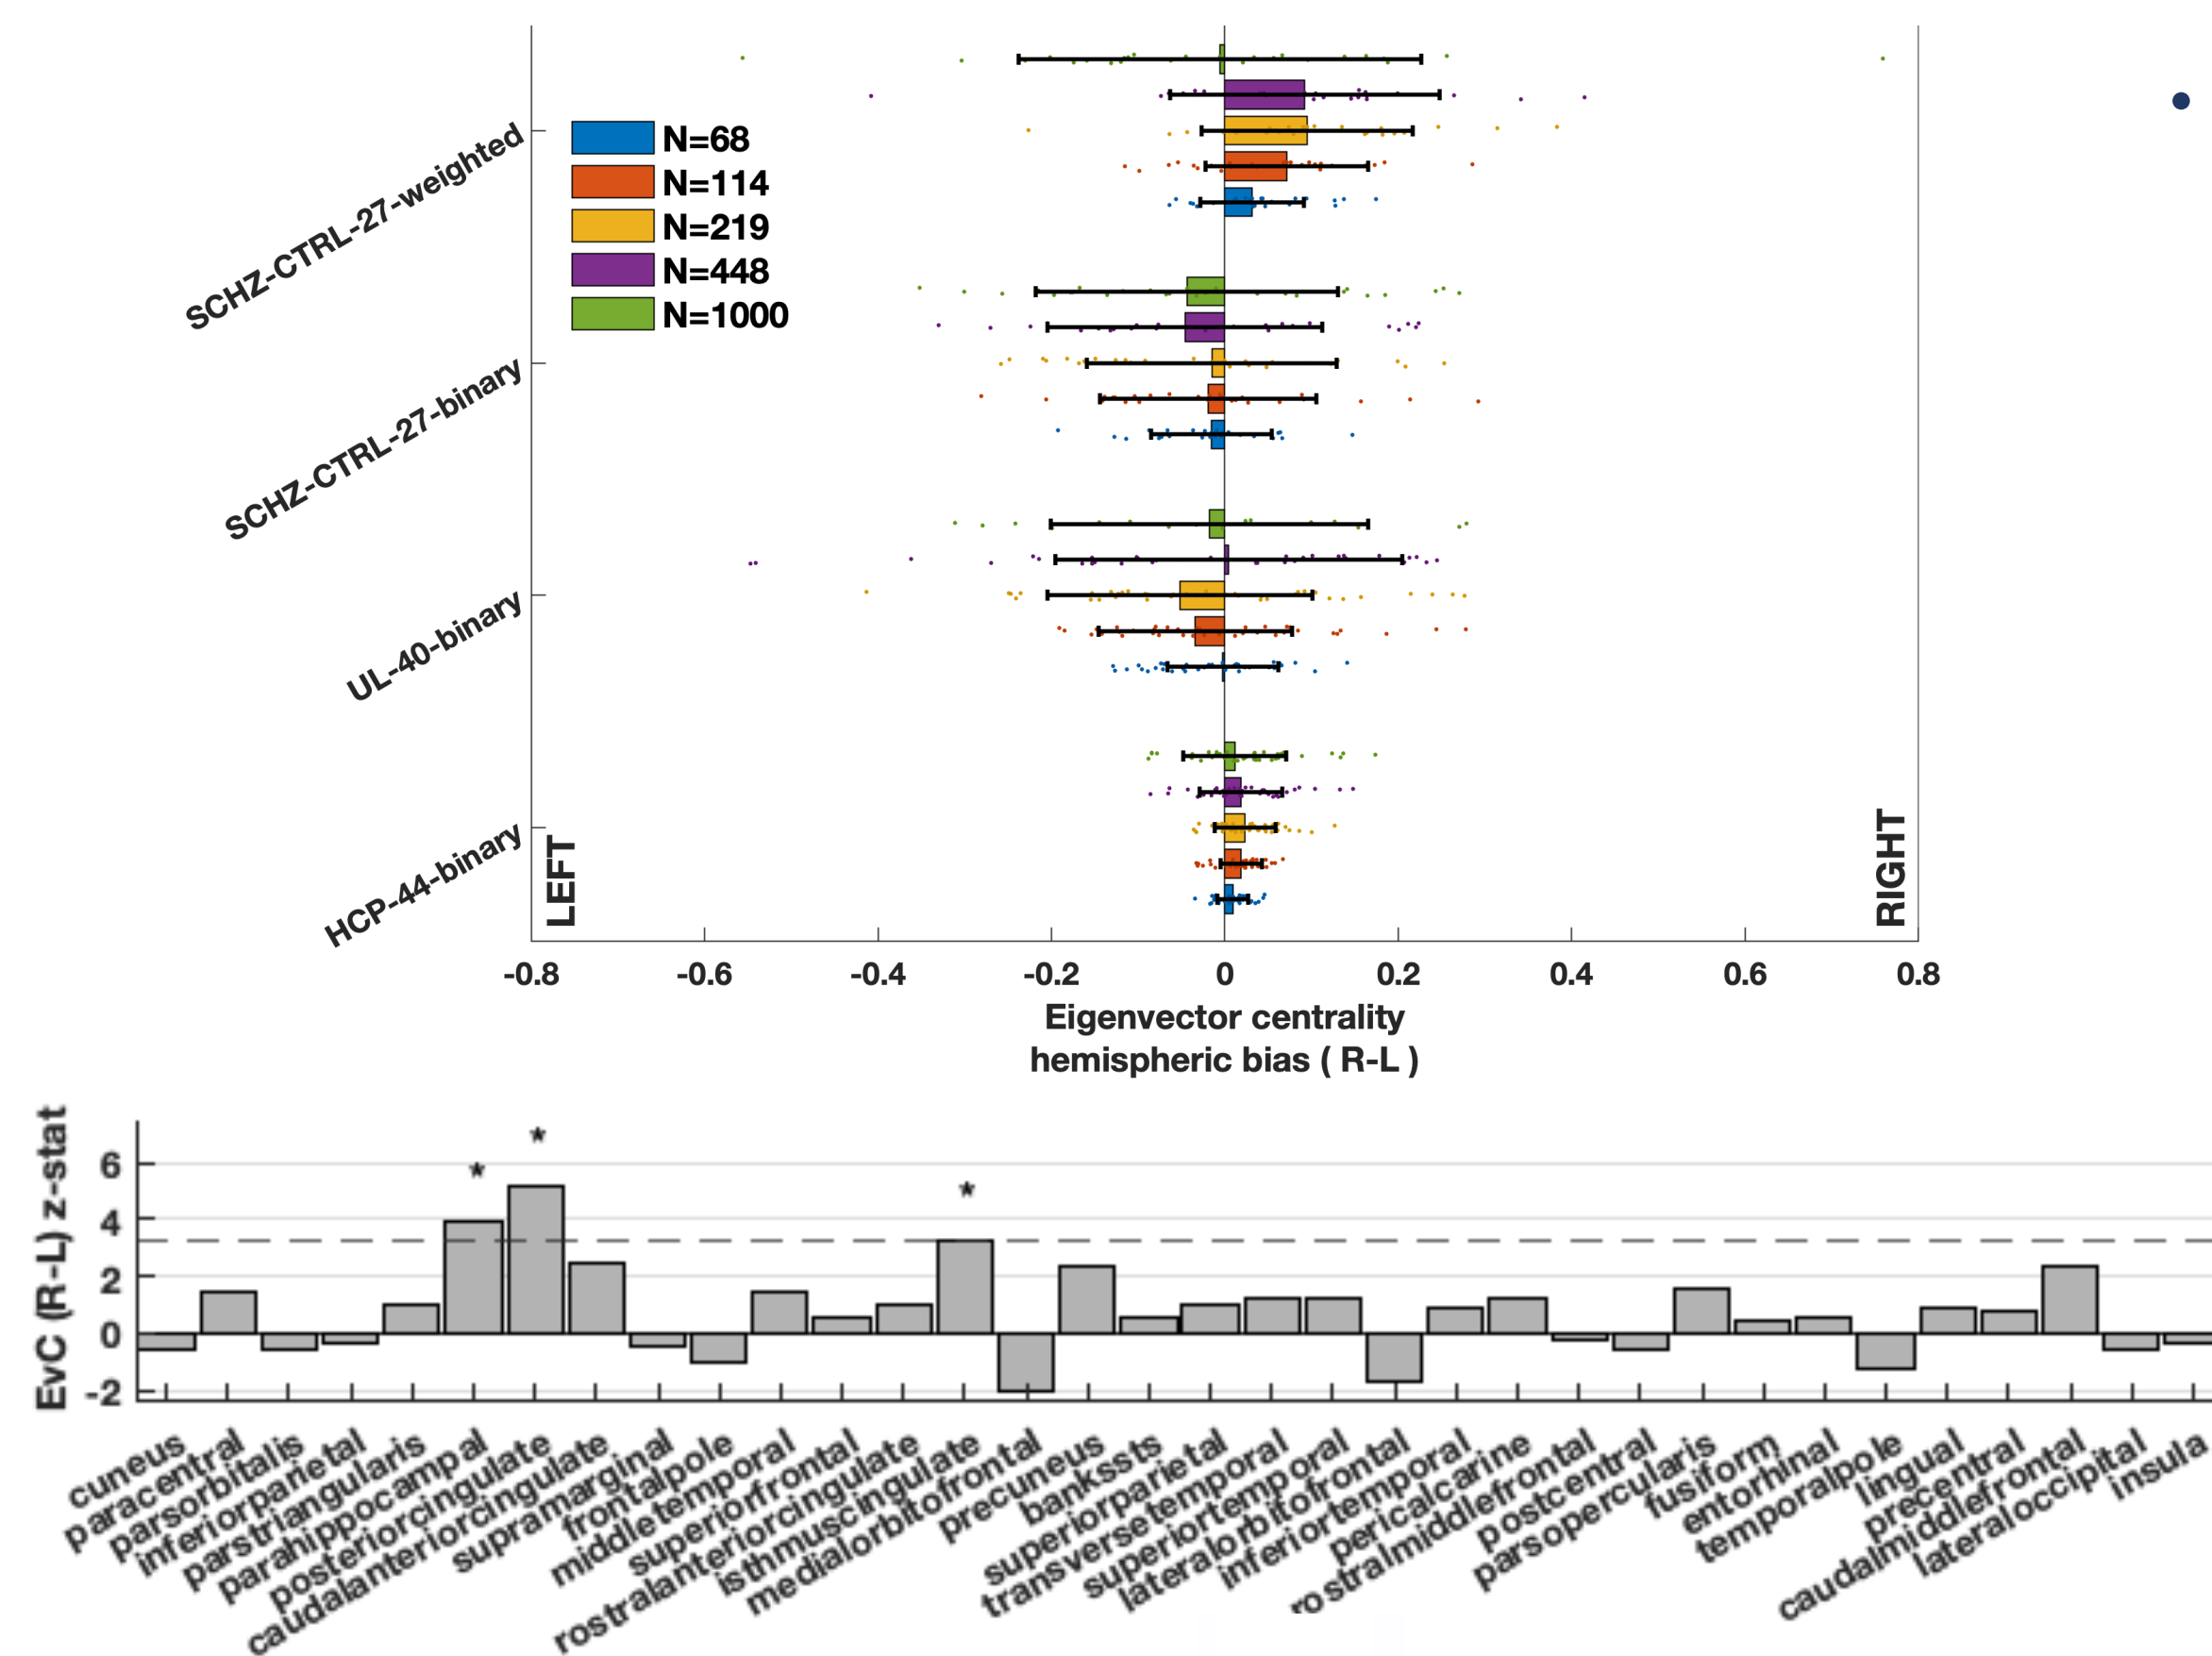 SCHZ-CTRL-27-weighted
SCHZ-CTRL-27-binary
UL-40-binary
HCP-44-binary
N=68
N=114
N=219
N=448
N=1000
LEFT
RIGHT
-0.8 -0.6 -0.4 -0.2 0 0.2 0.4 0.6 0.8
Eigenvector centrality
hemispheric bias ( R-L )
EvC (R-L) z-stat
6
4
2
0
-2
*
*
*
cuneus
paracentral
parsorbitalis
inferiorparietal
parstriangularis
parahippocampal
posteriorcingulate
caudalanteriorcingulate
supramarginal
frontalpole
middletemporal
superiorfrontal
rostralanteriorcingulate
isthmuscingulate
medialorbitofrontal
precuneus
bankssts
superiorparietal
transversetemporal
superiortemporal
lateralorbitofrontal
inferiortemporal
pericalcarine
rostralmiddlefrontal
postcentral
parsopercularis
fusiform
entorhinal
temporalpole
lingual
precentral
caudalmiddlefrontal
lateraloccipital
insula